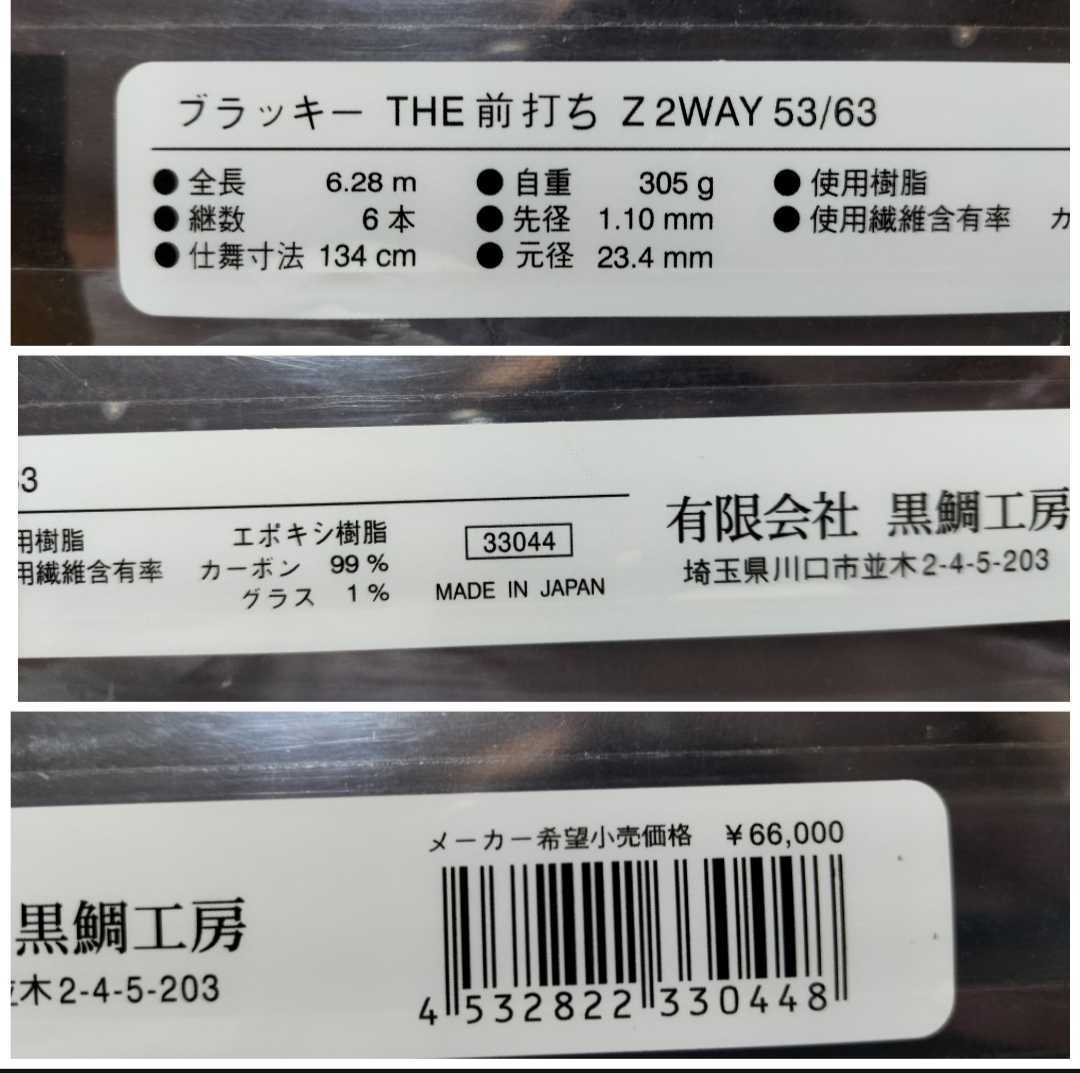 ブラッキー THE 前打ち Z 2WAY 53/63
●全長 6.28 m ●自重 305 g ●使用樹脂
●継数 6 本 ●先径 1.10 mm ●使用繊維含有率 カ
●仕舞寸法 134 cm ●元径 23.4 mm
3
用樹脂 エポキシ樹脂
用繊維含有率 カーボン 99 %
グラス 1 %
33044
MADE IN JAPAN
有限会社 黒鯛工房
埼玉県川口市並木2-4-5-203
メーカー希望小売価格 ￥66,000
黒鯛工房
並木2-4-5-203
4 532822 330448